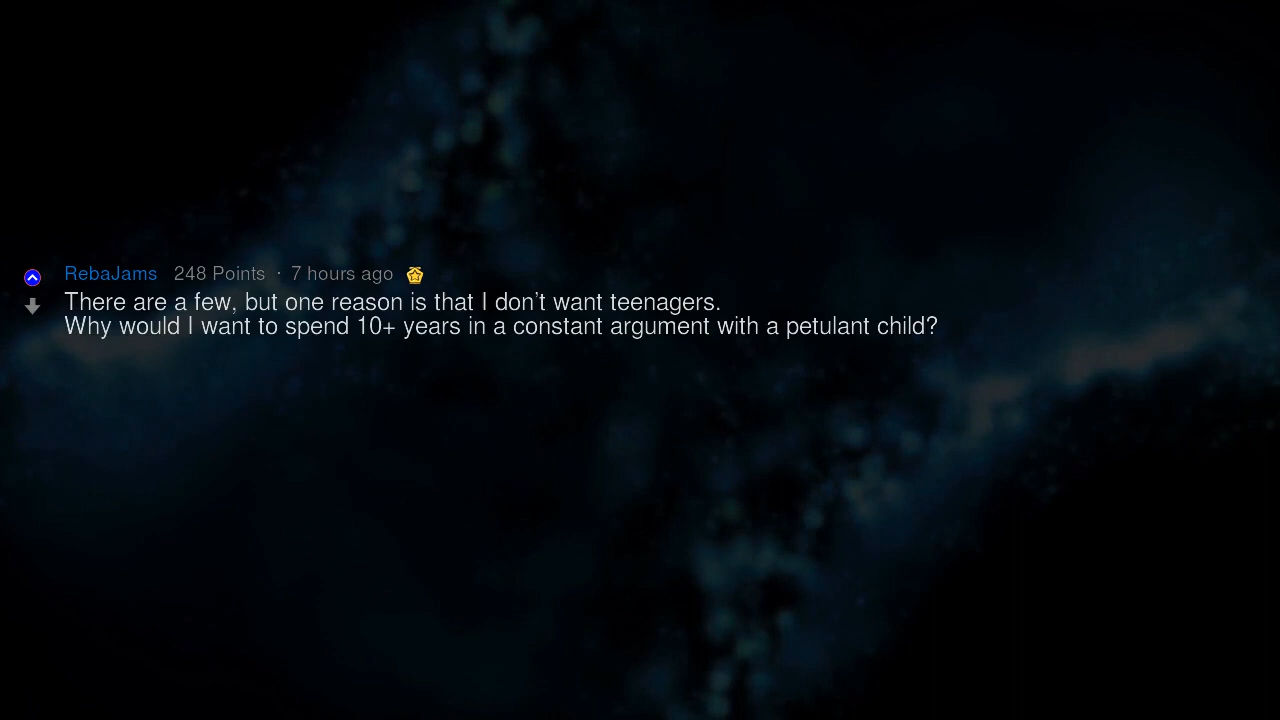 RebaJams 248 Points · 7 hours ago
There are a few, but one reason is that I don't want teenagers.
Why would I want to spend 10+ years in a constant argument with a petulant child?